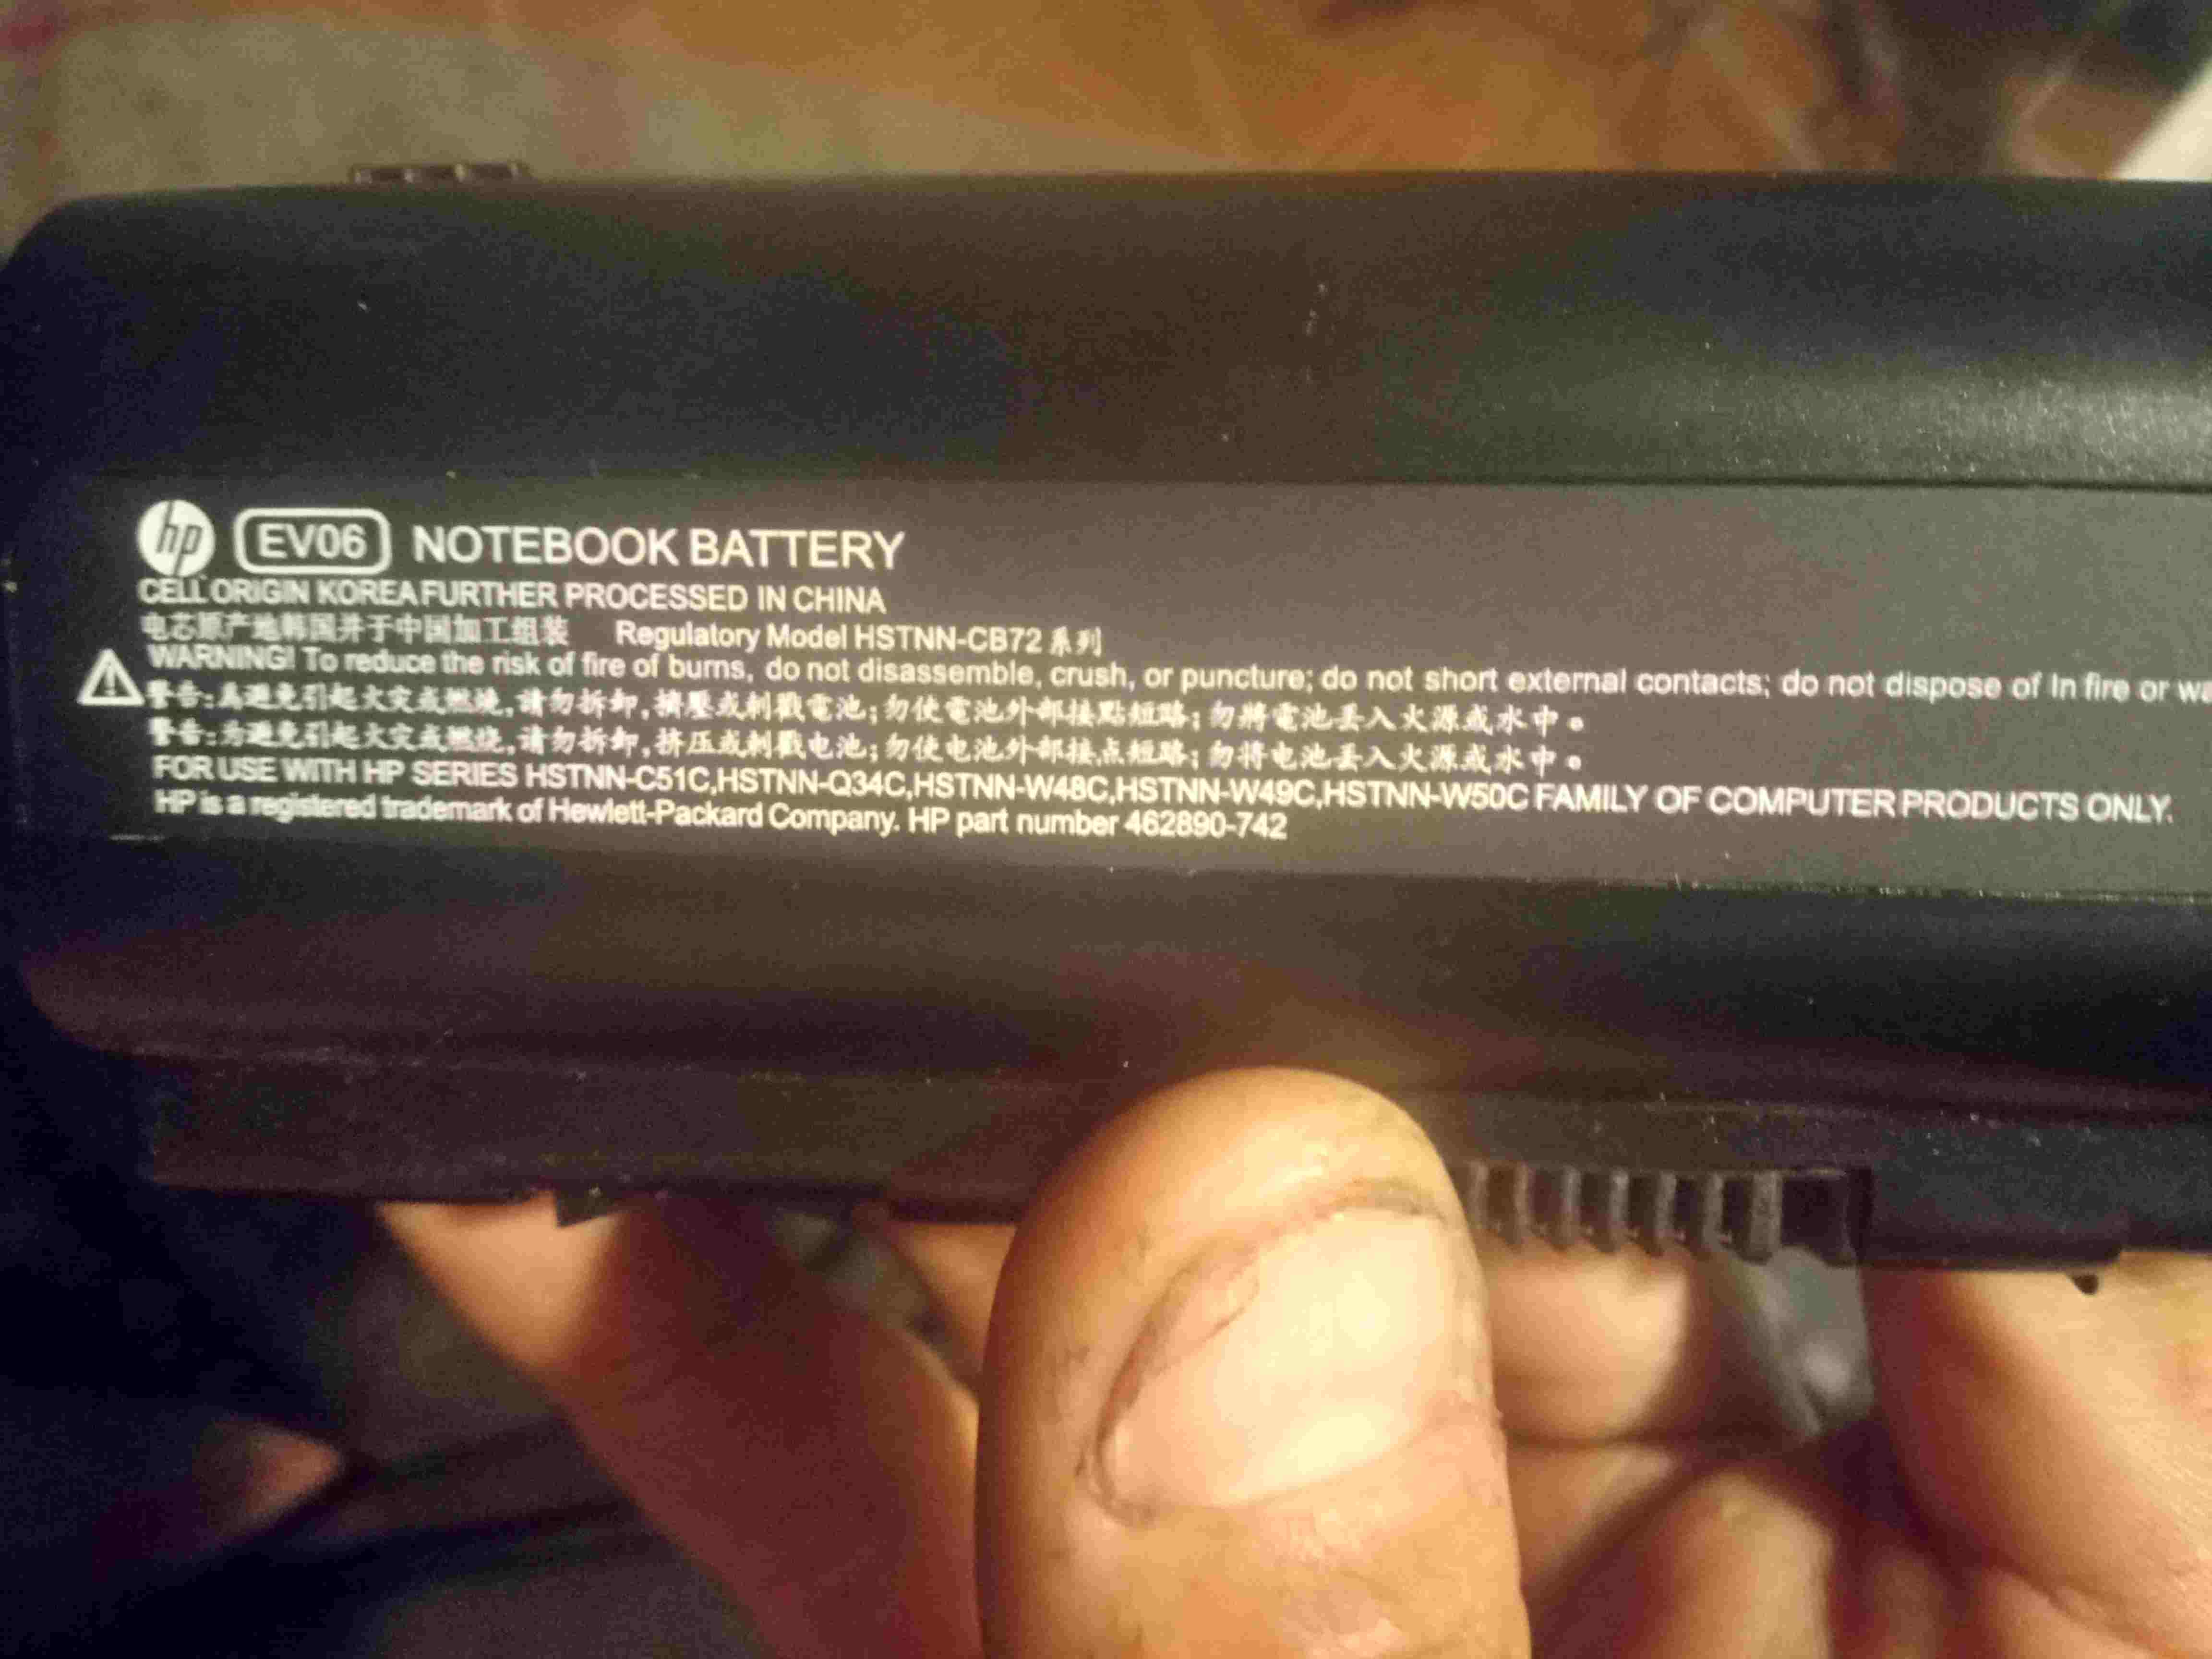 hp EV06 NOTEBOOK BATTERY
CELL ORIGIN KOREA FURTHER PROCESSED IN CHINA
电芯原产地韩国并于中国加工组装 Regulatory Model HSTNN-CB72 系列
WARNING! To reduce the risk of fire of burns, do not disassemble, crush, or puncture; do not short external contacts; do not dispose of In fire or
警告:為避免引起火灾或燃燒,请勿拆卸,擠壓或刺戳電池;勿使電池外部接點短路;勿將電池丢入火源或水中。
警告:为避免引起火灾或燃烧,请勿拆卸,挤压或刺戳电池;勿使电池外部接点短路;勿将电池丢入火源或水中。
FOR USE WITH HP SERIES HSTNN-C51C,HSTNN-Q34C,HSTNN-W48C,HSTNN-W49C,HSTNN-W50C FAMILY OF COMPUTER PRODUCTS ONLY.
HP is a registered trademark of Hewlett-Packard Company. HP part number 462890-742